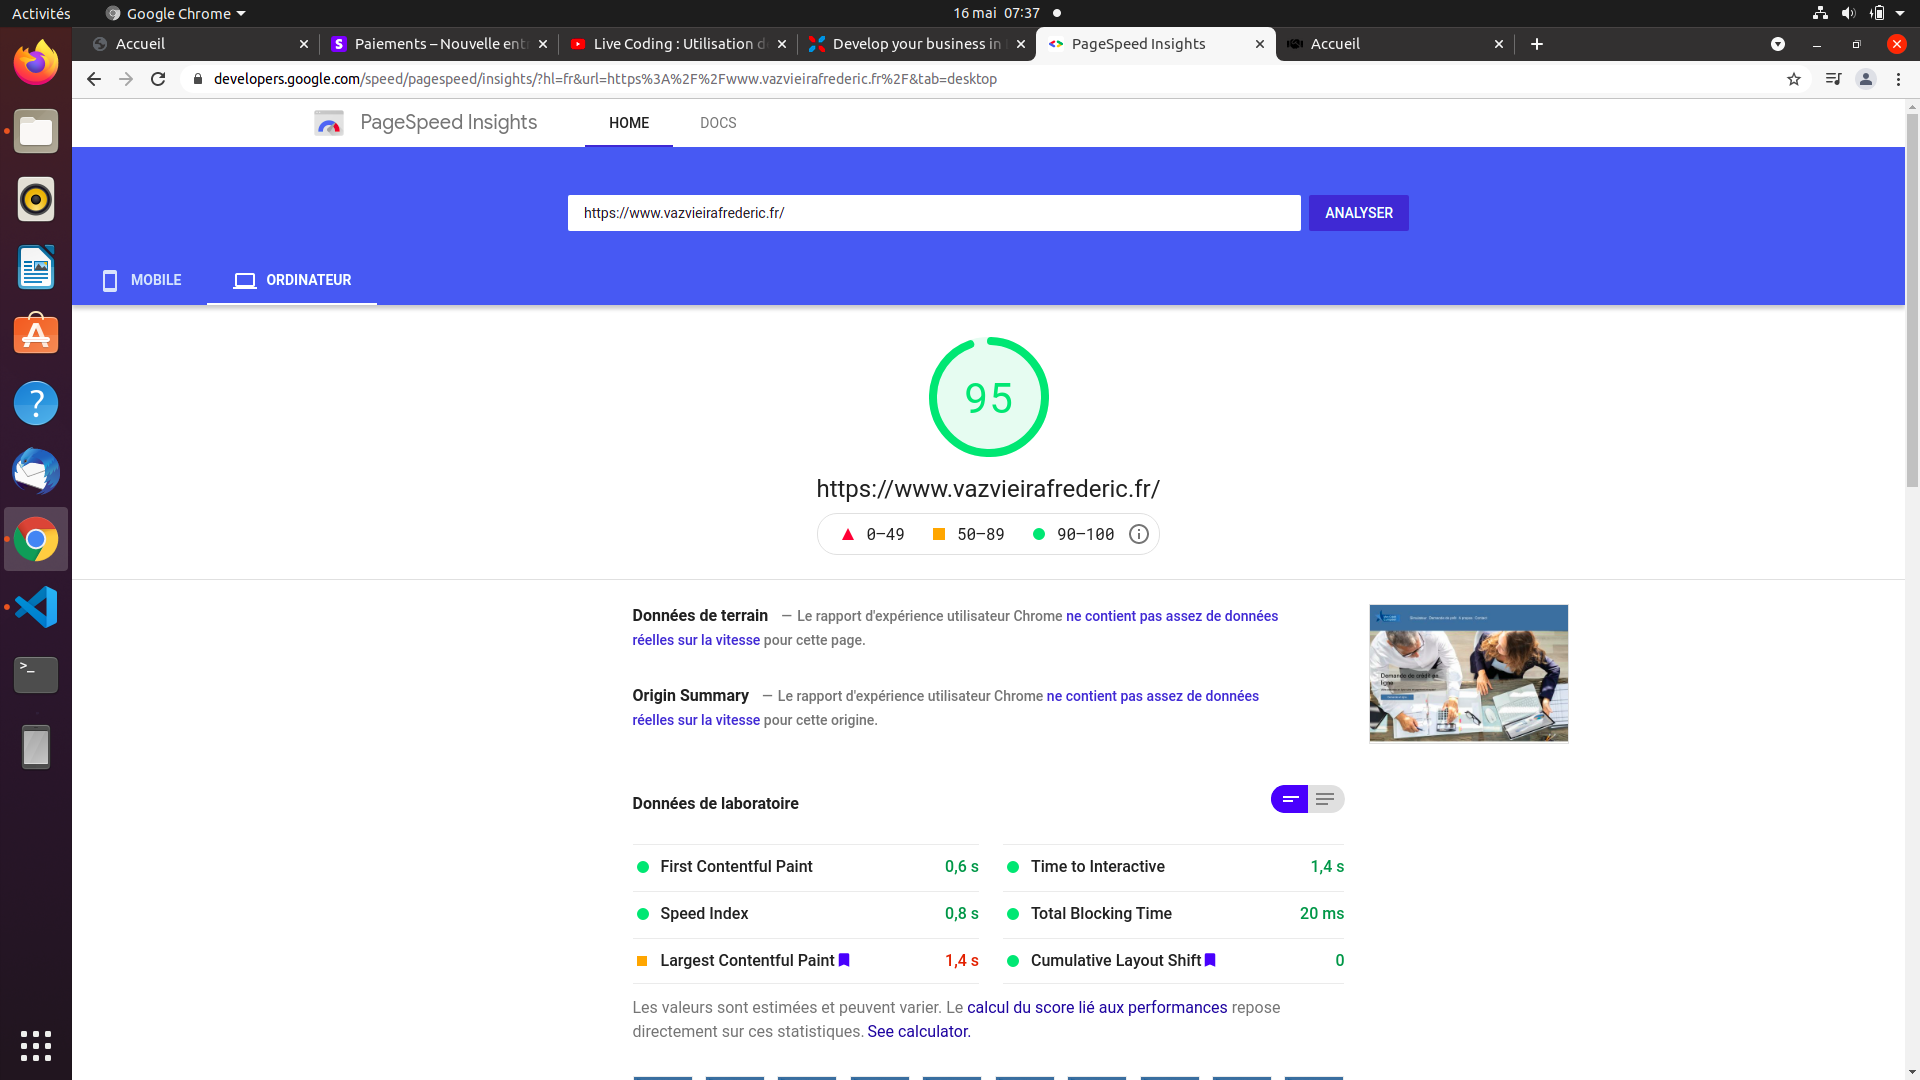 Activités
Google Chrome
16 mai 07:37
Accueil
Paiements – Nouvelle ent
Live Coding : Utilisation d
Develop your business in
PageSpeed Insights
Accueil
developers.google.com/speed/pagespeed/insights/?hl=fr&url=https%3A%2F%2Fwww.vazvieirafrederic.fr%2F&tab=desktop
PageSpeed Insights
HOME
DOCS
https://www.vazvieirafrederic.fr/
ANALYSER
MOBILE
ORDINATEUR
95
https://www.vazvieirafrederic.fr/
0–49
50–89
90–100
Données de terrain — Le rapport d'expérience utilisateur Chrome ne contient pas assez de données
réelles sur la vitesse pour cette page.
Origin Summary — Le rapport d'expérience utilisateur Chrome ne contient pas assez de données
réelles sur la vitesse pour cette origine.
Demande de crédit en
ligne
Données de laboratoire
First Contentful Paint 0,6 s
Time to Interactive 1,4 s
Speed Index 0,8 s
Total Blocking Time 20 ms
Largest Contentful Paint 1,4 s
Cumulative Layout Shift 0
Les valeurs sont estimées et peuvent varier. Le calcul du score lié aux performances repose
directement sur ces statistiques. See calculator.